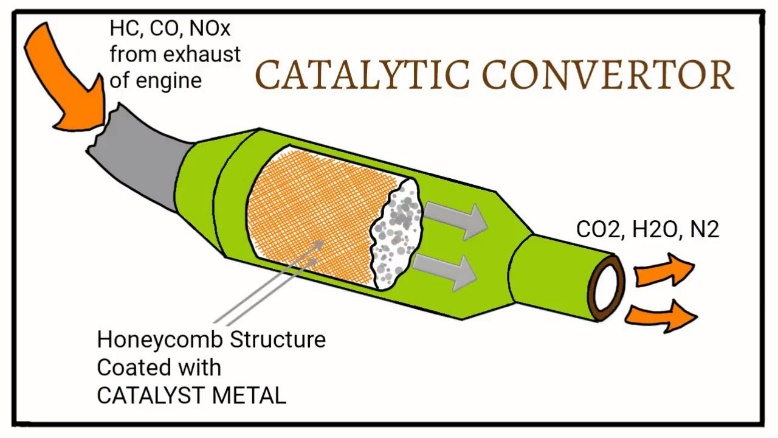 HC, CO, NOx
from exhaust
of engine
CATALYTIC CONVERTOR
CO2, H2O, N2
Honeycomb Structure
Coated with
CATALYST METAL